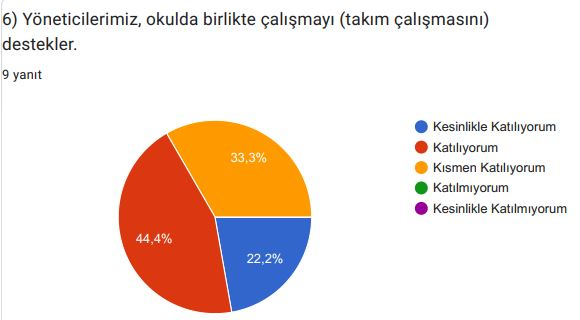 6) Yöneticilerimiz, okulda birlikte çalışmayı (takım çalışmasını)
destekler.
9 yanıt
Kesinlikle Katılıyorum
Katılıyorum
Kısmen Katılıyorum
Katılmıyorum
Kesinlikle Katılmıyorum
33,3%
44,4%
22,2%